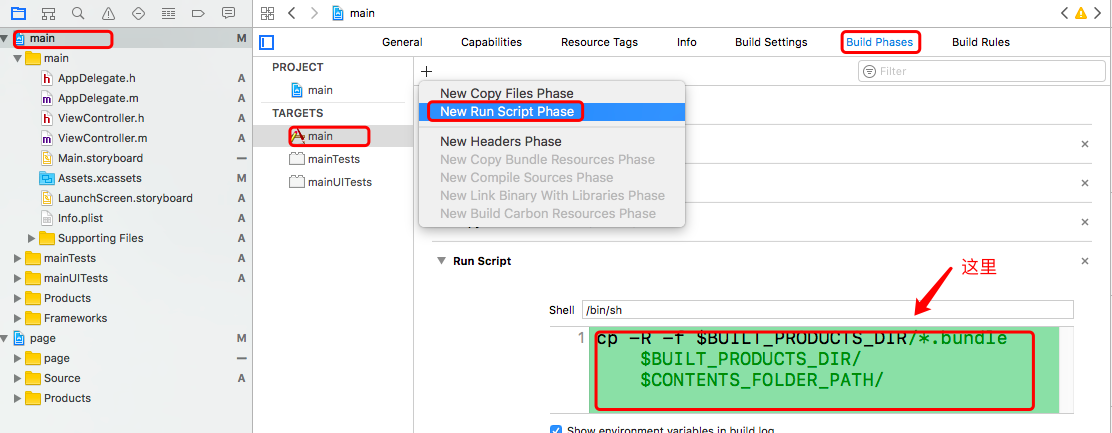 main
General
Capabilities
Resource Tags
Info
Build Settings
Build Phases
Build Rules
main M
main
AppDelegate.h A
AppDelegate.m A
ViewController.h A
ViewController.m A
Main.storyboard —
Assets.xcassets A
LaunchScreen.storyboard A
Info.plist A
Supporting Files A
mainTests A
mainUITests A
Products
Frameworks
page M
page —
Source A
Products
PROJECT
main
TARGETS
main
mainTests
mainUITests
Filter
New Copy Files Phase
New Run Script Phase
New Headers Phase
New Copy Bundle Resources Phase
New Compile Sources Phase
New Link Binary With Libraries Phase
New Build Carbon Resources Phase
Run Script
这里
Shell /bin/sh
1 cp -R -f $BUILT_PRODUCTS_DIR/*.bundle
$BUILT_PRODUCTS_DIR/
$CONTENTS_FOLDER_PATH/
Show environment variables in build log